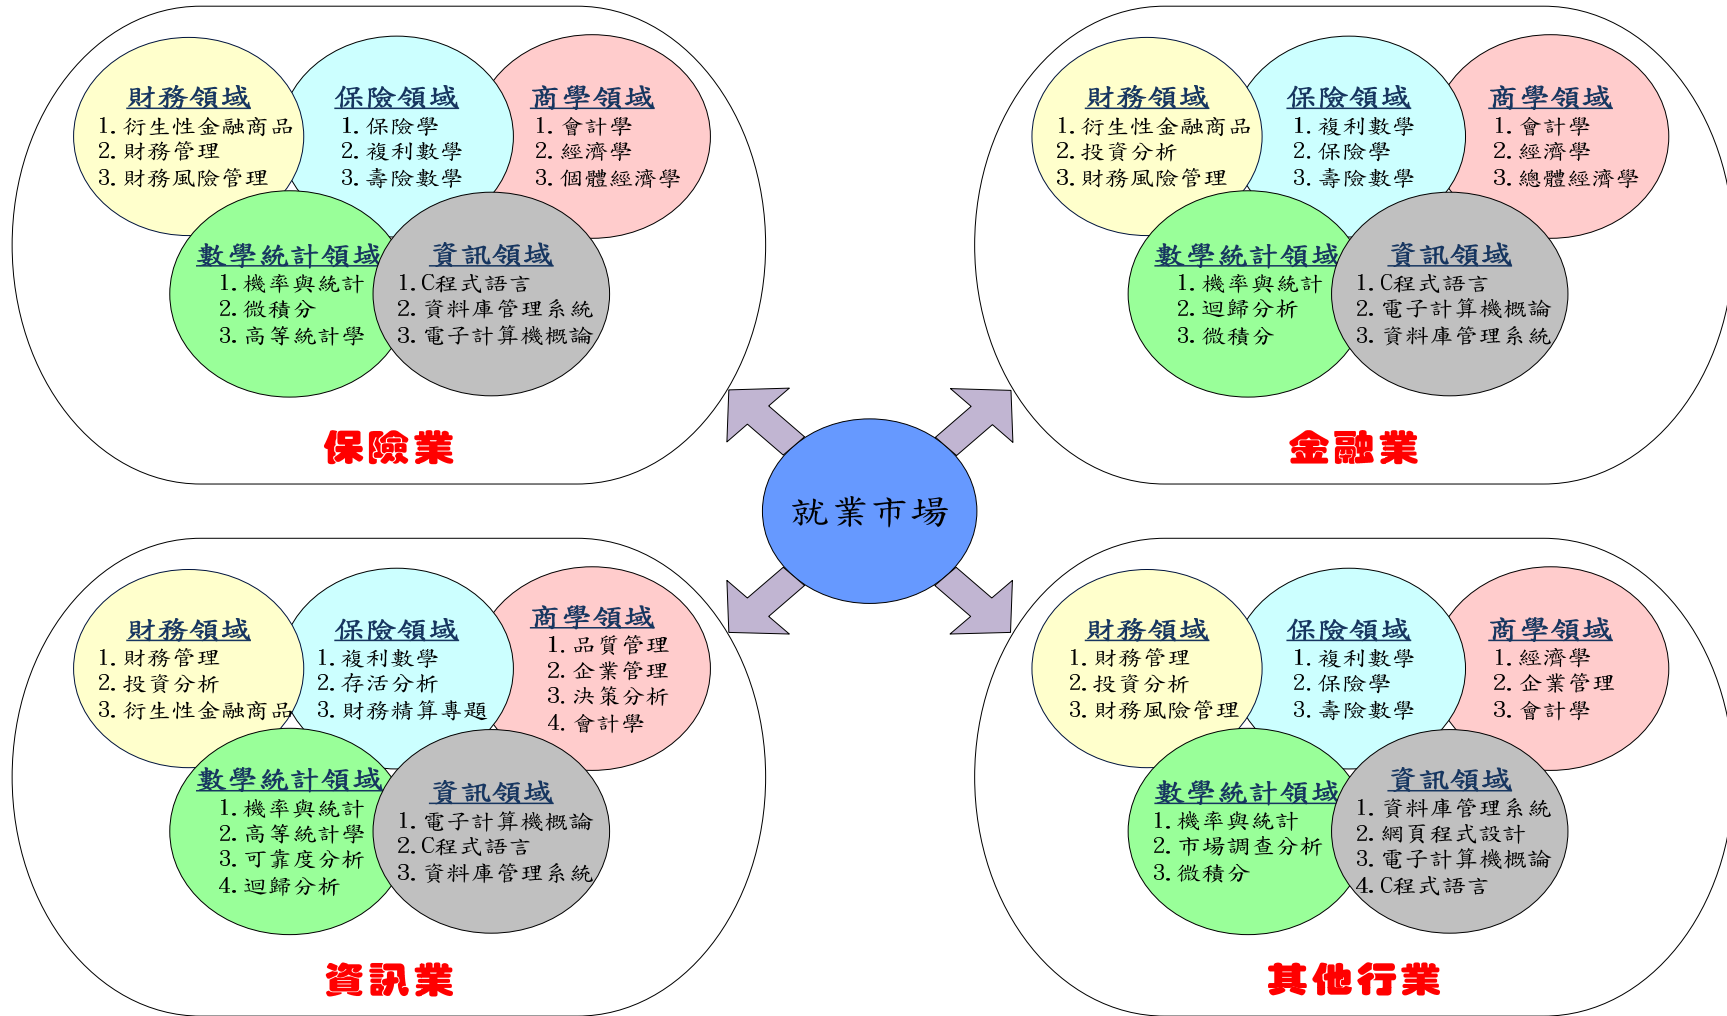 財務領域
1. 衍生性金融商品
2. 財務管理
3. 財務風險管理
保險領域
1. 保險學
2. 複利數學
3. 壽險數學
商學領域
1. 會計學
2. 經濟學
3. 個體經濟學
數學統計領域
1. 機率與統計
2. 微積分
3. 高等統計學
資訊領域
1. C程式語言
2. 資料庫管理系統
3. 電子計算機概論
保險業
財務領域
1. 衍生性金融商品
2. 投資分析
3. 財務風險管理
保險領域
1. 複利數學
2. 保險學
3. 壽險數學
商學領域
1. 會計學
2. 經濟學
3. 總體經濟學
數學統計領域
1. 機率與統計
2. 迴歸分析
3. 微積分
資訊領域
1. C程式語言
2. 電子計算機概論
3. 資料庫管理系統
金融業
就業市場
財務領域
1. 財務管理
2. 投資分析
3. 衍生性金融商品
保險領域
1. 複利數學
2. 存活分析
3. 財務精算專題
商學領域
1. 品質管理
2. 企業管理
3. 決策分析
4. 會計學
數學統計領域
1. 機率與統計
2. 高等統計學
3. 可靠度分析
4. 迴歸分析
資訊領域
1. 電子計算機概論
2. C程式語言
3. 資料庫管理系統
資訊業
財務領域
1. 財務管理
2. 投資分析
3. 財務風險管理
保險領域
1. 複利數學
2. 保險學
3. 壽險數學
商學領域
1. 經濟學
2. 企業管理
3. 會計學
數學統計領域
1. 機率與統計
2. 市場調查分析
3. 微積分
資訊領域
1. 資料庫管理系統
2. 網頁程式設計
3. 電子計算機概論
4. C程式語言
其他行業